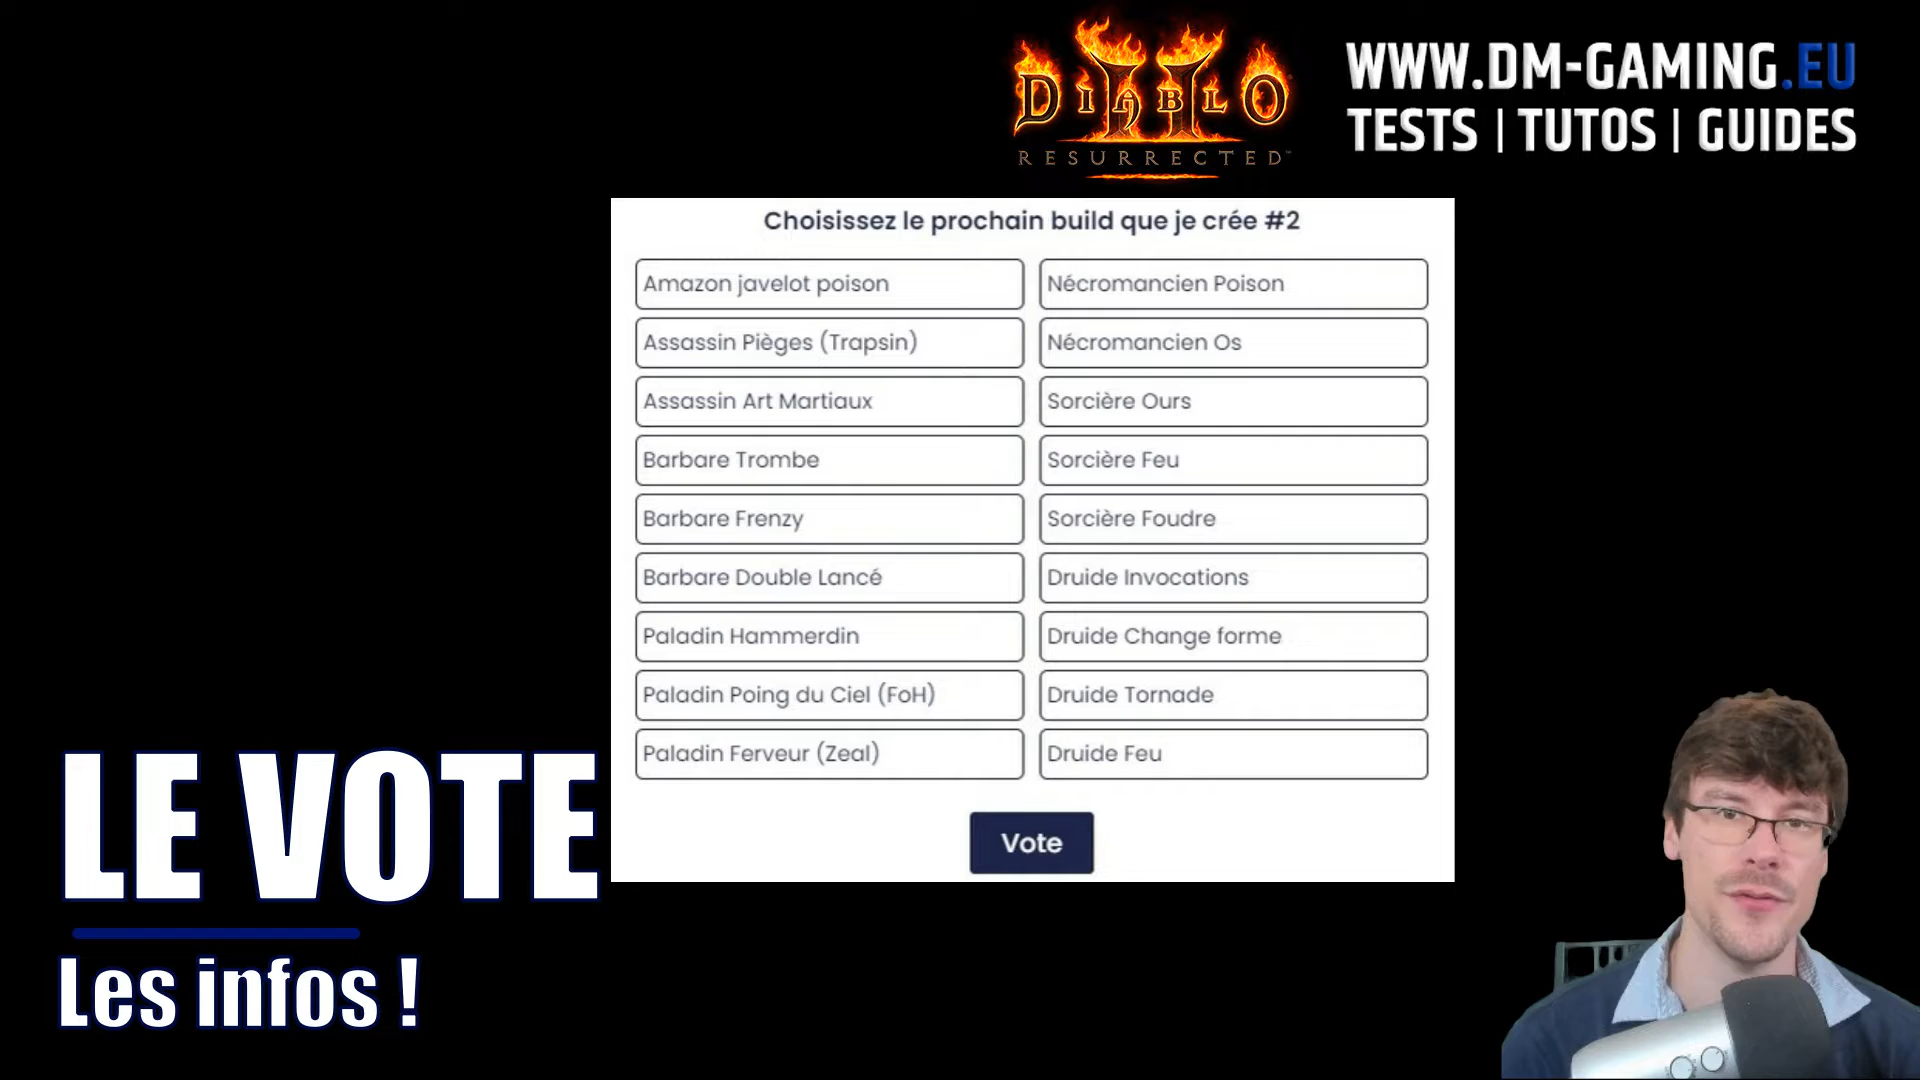 DIABLO II
RESURRECTED™
WWW.DM-GAMING.EU
TESTS | TUTOS | GUIDES
Choisissez le prochain build que je crée #2
Amazon javelot poison
Assassin Pièges (Trapsin)
Assassin Art Martiaux
Barbare Trombe
Barbare Frenzy
Barbare Double Lancé
Paladin Hammerdin
Paladin Poing du Ciel (FoH)
Paladin Ferveur (Zeal)
Nécromancien Poison
Nécromancien Os
Sorcière Ours
Sorcière Feu
Sorcière Foudre
Druide Invocations
Druide Change forme
Druide Tornade
Druide Feu
Vote
LE VOTE
Les infos !